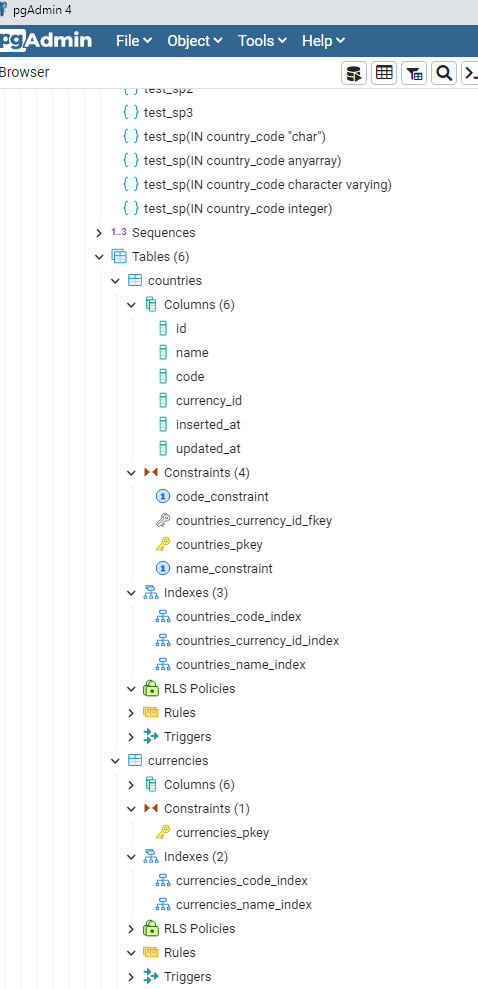 pgAdmin 4
pgAdmin File Object Tools Help
Browser
test_sp2
test_sp3
test_sp(IN country_code "char")
test_sp(IN country_code anyarray)
test_sp(IN country_code character varying)
test_sp(IN country_code integer)
1..3 Sequences
Tables (6)
countries
Columns (6)
id
name
code
currency_id
inserted_at
updated_at
Constraints (4)
code_constraint
countries_currency_id_fkey
countries_pkey
name_constraint
Indexes (3)
countries_code_index
countries_currency_id_index
countries_name_index
RLS Policies
Rules
Triggers
currencies
Columns (6)
Constraints (1)
currencies_pkey
Indexes (2)
currencies_code_index
currencies_name_index
RLS Policies
Rules
Triggers